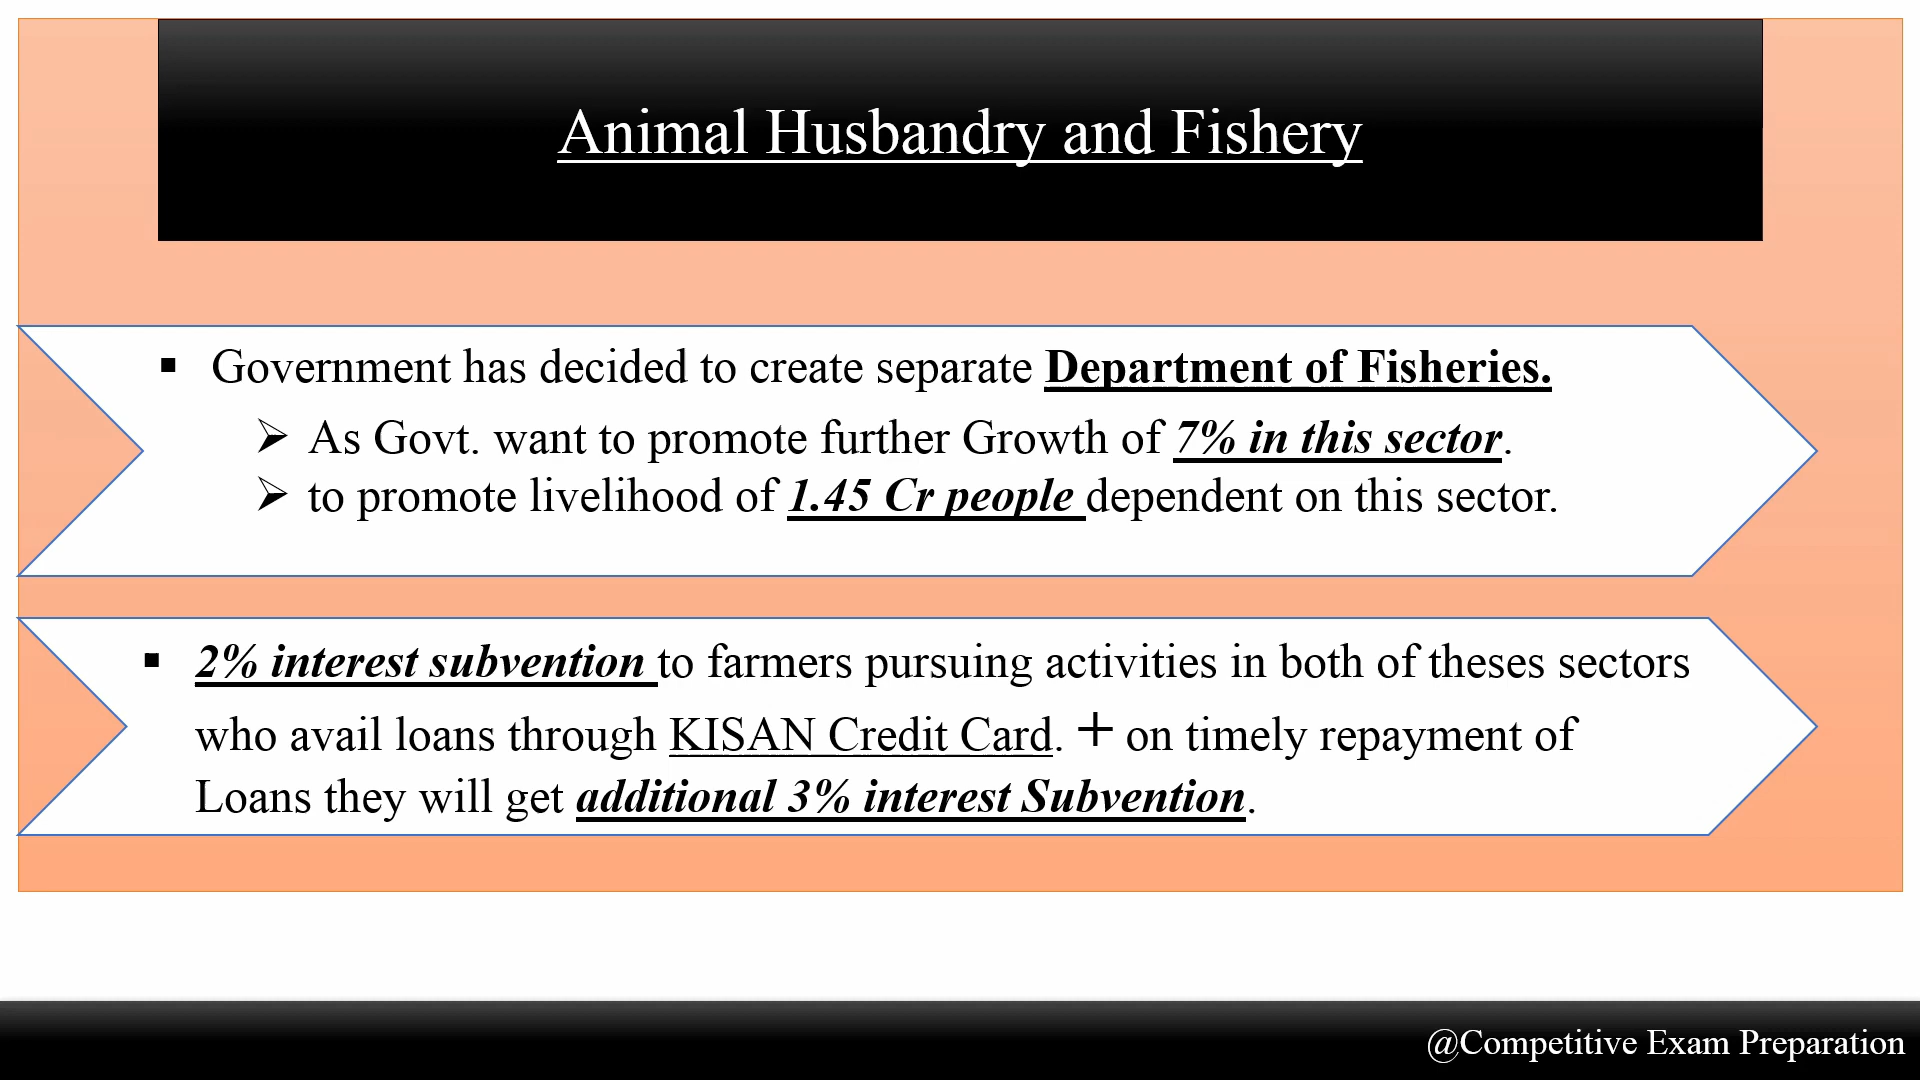 Animal Husbandry and Fishery
▪ Government has decided to create separate Department of Fisheries.
➢ As Govt. want to promote further Growth of 7% in this sector.
➢ to promote livelihood of 1.45 Cr people dependent on this sector.
▪ 2% interest subvention to farmers pursuing activities in both of theses sectors
who avail loans through KISAN Credit Card. + on timely repayment of
Loans they will get additional 3% interest Subvention.
@Competitive Exam Preparation